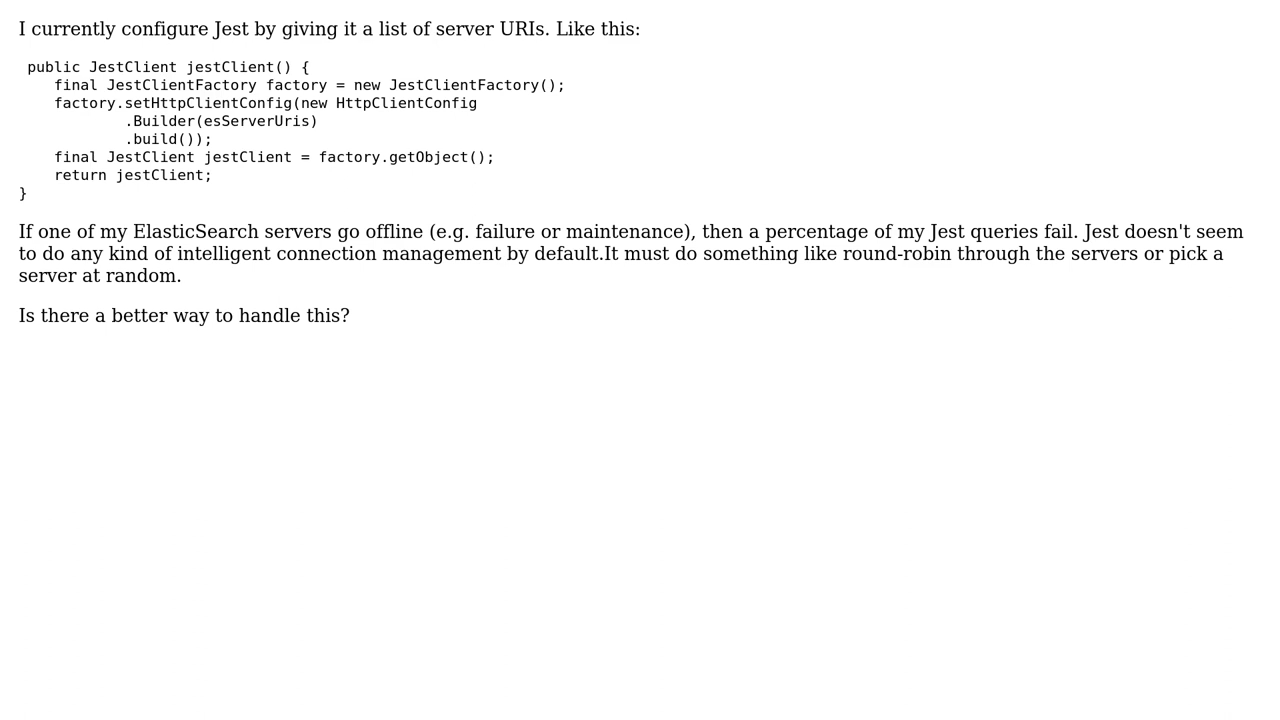 I currently configure Jest by giving it a list of server URIs. Like this:
public JestClient jestClient() {
    final JestClientFactory factory = new JestClientFactory();
    factory.setHttpClientConfig(new HttpClientConfig
            .Builder(esServerUris)
            .build());
    final JestClient jestClient = factory.getObject();
    return jestClient;
}
If one of my ElasticSearch servers go offline (e.g. failure or maintenance), then a percentage of my Jest queries fail. Jest doesn't seem
to do any kind of intelligent connection management by default.It must do something like round-robin through the servers or pick a
server at random.
Is there a better way to handle this?